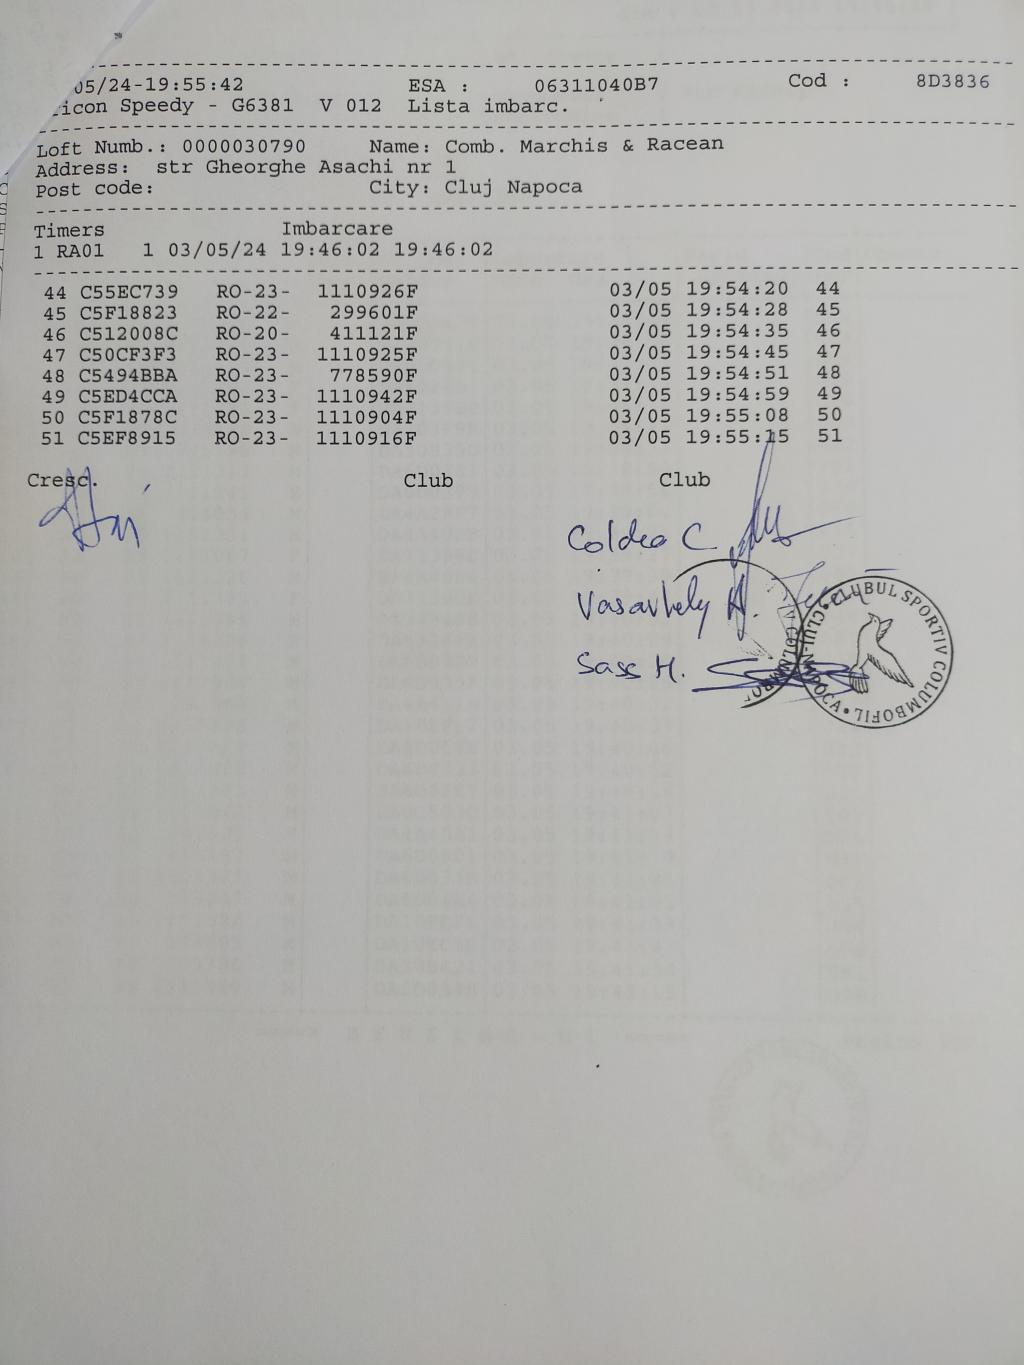 05/24-19:55:42 ESA : 06311040B7 Cod : 8D3836
icon Speedy - G6381 V 012 Lista imbarc.
Loft Numb.: 0000030790 Name: Comb. Marchis & Racean
Address: str Gheorghe Asachi nr 1
Post code: City: Cluj Napoca
Timers Imbarcare
1 RA01 1 03/05/24 19:46:02 19:46:02
44 C55EC739 RO-23- 1110926F 03/05 19:54:20 44
45 C5F18823 RO-22- 299601F 03/05 19:54:28 45
46 C512008C RO-20- 411121F 03/05 19:54:35 46
47 C50CF3F3 RO-23- 1110925F 03/05 19:54:45 47
48 C5494BBA RO-23- 778590F 03/05 19:54:51 48
49 C5ED4CCA RO-23- 1110942F 03/05 19:54:59 49
50 C5F1878C RO-23- 1110904F 03/05 19:55:08 50
51 C5EF8915 RO-23- 1110916F 03/05 19:55:15 51
Cresc. Club Club
Coldea C
Vasarhely A.
Sass H.
CLUBUL SPORTIV COLUMBOFIL • CLUJ-NAPOCA •